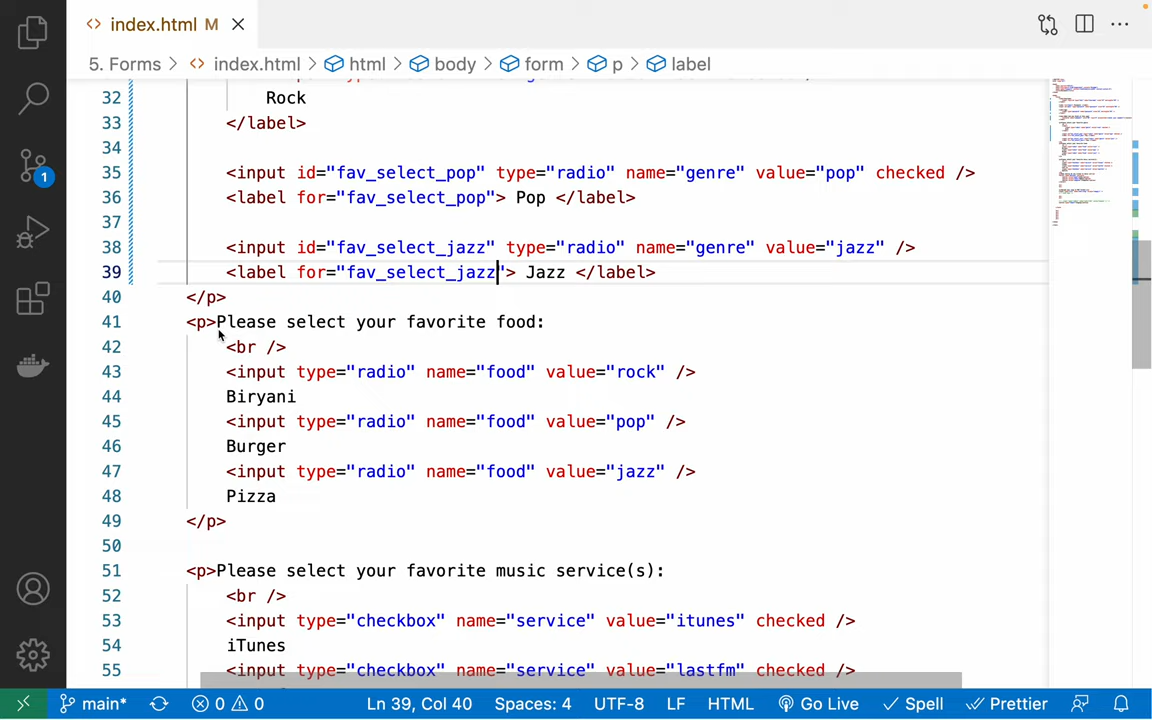 index.html M
5. Forms > index.html > html > body > form > p > label
32 Rock
33 </label>
34
35 <input id="fav_select_pop" type="radio" name="genre" value="pop" checked />
36 <label for="fav_select_pop"> Pop </label>
37
38 <input id="fav_select_jazz" type="radio" name="genre" value="jazz" />
39 <label for="fav_select_jazz"> Jazz </label>
40 </p>
41 <p>Please select your favorite food:
42 <br />
43 <input type="radio" name="food" value="rock" />
44 Biryani
45 <input type="radio" name="food" value="pop" />
46 Burger
47 <input type="radio" name="food" value="jazz" />
48 Pizza
49 </p>
50
51 <p>Please select your favorite music service(s):
52 <br />
53 <input type="checkbox" name="service" value="itunes" checked />
54 iTunes
55 <input type="checkbox" name="service" value="lastfm" checked />
1
main* 0 0 Ln 39, Col 40 Spaces: 4 UTF-8 LF HTML Go Live Spell Prettier